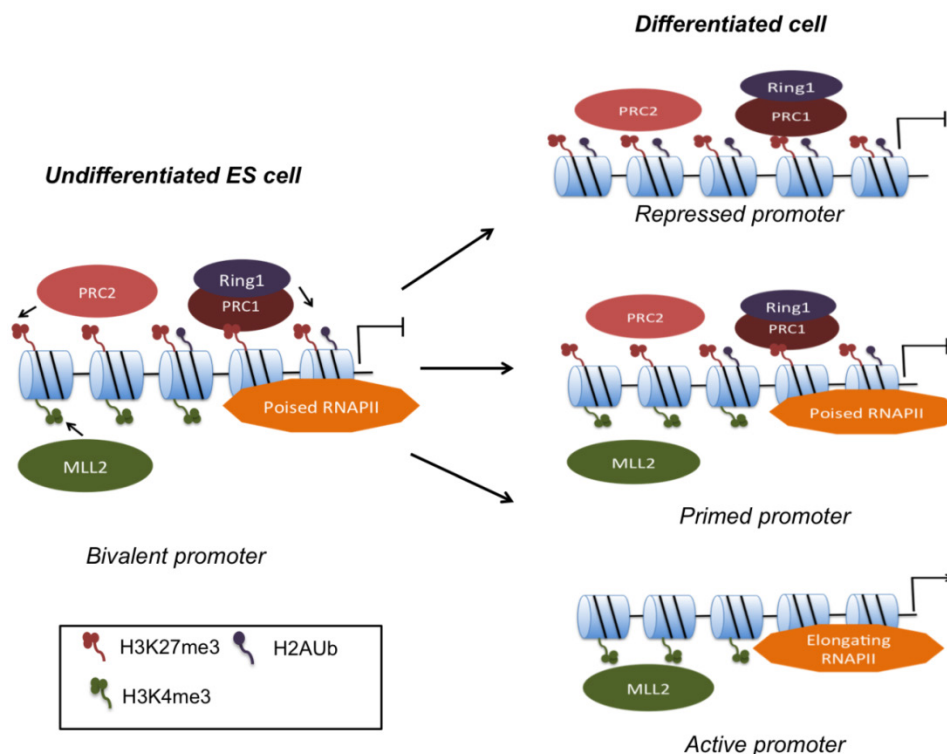 Differentiated cell
Ring1
PRC2
PRC1
Repressed promoter
Undifferentiated ES cell
PRC2
Ring1
PRC1
Poised RNAPII
MLL2
Bivalent promoter
PRC2
Ring1
PRC1
Poised RNAPII
MLL2
Primed promoter
Elongating
RNAPII
MLL2
Active promoter
H3K27me3 H2AUb
H3K4me3